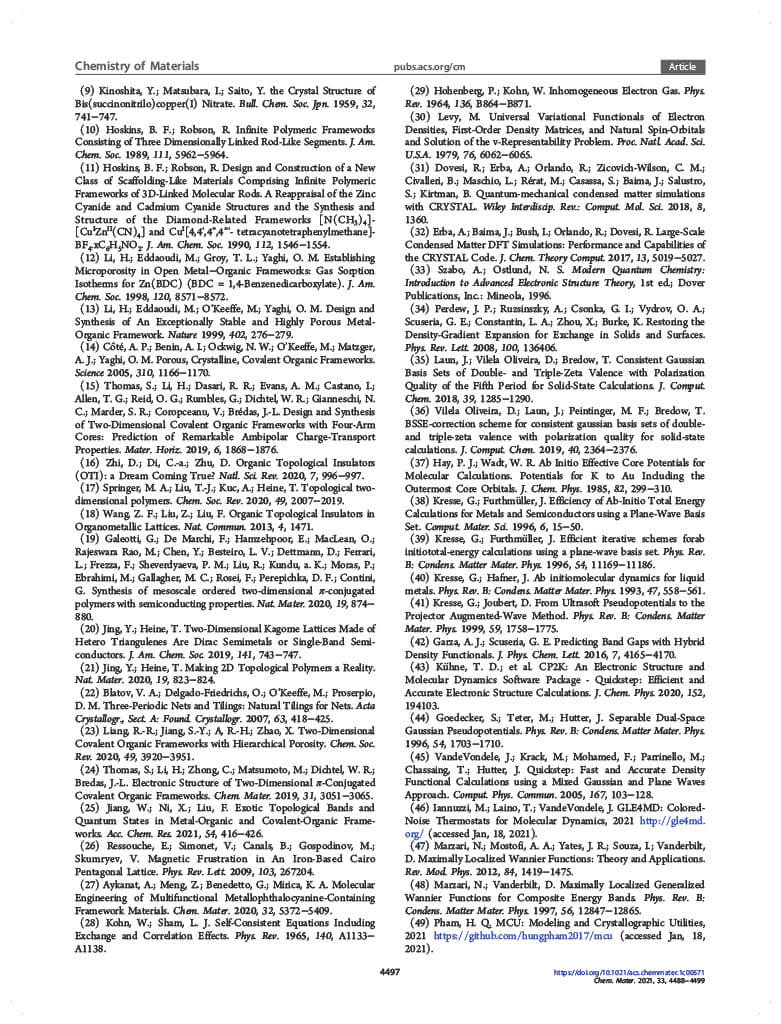 Chemistry of Materials
pubs.acs.org/cm
Article
(9) Kinoshita, Y.; Matsubara, I.; Saito, Y. the Crystal Structure of
Bis(succinonitrilo)copper(I) Nitrate. Bull. Chem. Soc. Jpn. 1959, 32,
741−747.
(10) Hoskins, B. F.; Robson, R. Infinite Polymeric Frameworks
Consisting of Three Dimensionally Linked Rod-Like Segments. J. Am.
Chem. Soc. 1989, 111, 5962−5964.
(11) Hoskins, B. F.; Robson, R. Design and Construction of a New
Class of Scaffolding-Like Materials Comprising Infinite Polymeric
Frameworks of 3D-Linked Molecular Rods. A Reappraisal of the Zinc
Cyanide and Cadmium Cyanide Structures and the Synthesis and
Structure of the Diamond-Related Frameworks [N(CH3)4]-
[CuIZnII(CN)4] and CuI[4,4',4'',4'''- tetracyanotetraphenylmethane]-
BF4.xC6H5NO2. J. Am. Chem. Soc. 1990, 112, 1546−1554.
(12) Li, H.; Eddaoudi, M.; Groy, T. L.; Yaghi, O. M. Establishing
Microporosity in Open Metal−Organic Frameworks: Gas Sorption
Isotherms for Zn(BDC) (BDC = 1,4-Benzenedicarboxylate). J. Am.
Chem. Soc. 1998, 120, 8571−8572.
(13) Li, H.; Eddaoudi, M.; O'Keeffe, M.; Yaghi, O. M. Design and
Synthesis of An Exceptionally Stable and Highly Porous Metal-
Organic Framework. Nature 1999, 402, 276−279.
(14) Côté, A. P.; Benin, A. I.; Ockwig, N. W.; O'Keeffe, M.; Matzger,
A. J.; Yaghi, O. M. Porous, Crystalline, Covalent Organic Frameworks.
Science 2005, 310, 1166−1170.
(15) Thomas, S.; Li, H.; Dasari, R. R.; Evans, A. M.; Castano, I.;
Allen, T. G.; Reid, O. G.; Rumbles, G.; Dichtel, W. R.; Gianneschi, N.
C.; Marder, S. R.; Coropceanu, V.; Brédas, J.-L. Design and Synthesis
of Two-Dimensional Covalent Organic Frameworks with Four-Arm
Cores: Prediction of Remarkable Ambipolar Charge-Transport
Properties. Mater. Horiz. 2019, 6, 1868−1876.
(16) Zhi, D.; Di, C.-a.; Zhu, D. Organic Topological Insulators
(OTI): a Dream Coming True? Natl. Sci. Rev. 2020, 7, 996−997.
(17) Springer, M. A.; Liu, T.-J.; Kuc, A.; Heine, T. Topological two-
dimensional polymers. Chem. Soc. Rev. 2020, 49, 2007−2019.
(18) Wang, Z. F.; Liu, Z.; Liu, F. Organic Topological Insulators in
Organometallic Lattices. Nat. Commun. 2013, 4, 1471.
(19) Galeotti, G.; De Marchi, F.; Hamzehpoor, E.; MacLean, O.;
Rajeswara Rao, M.; Chen, Y.; Besteiro, L. V.; Dettmann, D.; Ferrari,
L.; Frezza, F.; Sheverdyaeva, P. M.; Liu, R.; Kundu, a. K.; Moras, P.;
Ebrahimi, M.; Gallagher, M. C.; Rosei, F.; Perepichka, D. F.; Contini,
G. Synthesis of mesoscale ordered two-dimensional π-conjugated
polymers with semiconducting properties. Nat. Mater. 2020, 19, 874−
880.
(20) Jing, Y.; Heine, T. Two-Dimensional Kagome Lattices Made of
Hetero Triangulenes Are Dirac Semimetals or Single-Band Semi-
conductors. J. Am. Chem. Soc. 2019, 141, 743−747.
(21) Jing, Y.; Heine, T. Making 2D Topological Polymers a Reality.
Nat. Mater. 2020, 19, 823−824.
(22) Blatov, V. A.; Delgado-Friedrichs, O.; O'Keeffe, M.; Proserpio,
D. M. Three-Periodic Nets and Tilings: Natural Tilings for Nets. Acta
Crystallogr., Sect. A: Found. Crystallogr. 2007, 63, 418−425.
(23) Liang, R.-R.; Jiang, S.-Y.; A, R.-H.; Zhao, X. Two-Dimensional
Covalent Organic Frameworks with Hierarchical Porosity. Chem. Soc.
Rev. 2020, 49, 3920−3951.
(24) Thomas, S.; Li, H.; Zhong, C.; Matsumoto, M.; Dichtel, W. R.;
Bredas, J.-L. Electronic Structure of Two-Dimensional π-Conjugated
Covalent Organic Frameworks. Chem. Mater. 2019, 31, 3051−3065.
(25) Jiang, W.; Ni, X.; Liu, F. Exotic Topological Bands and
Quantum States in Metal-Organic and Covalent-Organic Frame-
works. Acc. Chem. Res. 2021, 54, 416−426.
(26) Ressouche, E.; Simonet, V.; Canals, B.; Gospodinov, M.;
Skumryev, V. Magnetic Frustration in An Iron-Based Cairo
Pentagonal Lattice. Phys. Rev. Lett. 2009, 103, 267204.
(27) Aykanat, A.; Meng, Z.; Benedetto, G.; Mirica, K. A. Molecular
Engineering of Multifunctional Metallophthalocyanine-Containing
Framework Materials. Chem. Mater. 2020, 32, 5372−5409.
(28) Kohn, W.; Sham, L. J. Self-Consistent Equations Including
Exchange and Correlation Effects. Phys. Rev. 1965, 140, A1133−
A1138.
(29) Hohenberg, P.; Kohn, W. Inhomogeneous Electron Gas. Phys.
Rev. 1964, 136, B864−B871.
(30) Levy, M. Universal Variational Functionals of Electron
Densities, First-Order Density Matrices, and Natural Spin-Orbitals
and Solution of the v-Representability Problem. Proc. Natl. Acad. Sci.
U.S.A. 1979, 76, 6062−6065.
(31) Dovesi, R.; Erba, A.; Orlando, R.; Zicovich-Wilson, C. M.;
Civalleri, B.; Maschio, L.; Rérat, M.; Casassa, S.; Baima, J.; Salustro,
S.; Kirtman, B. Quantum-mechanical condensed matter simulations
with CRYSTAL. Wiley Interdiscip. Rev.: Comput. Mol. Sci. 2018, 8,
1360.
(32) Erba, A.; Baima, J.; Bush, I.; Orlando, R.; Dovesi, R. Large-Scale
Condensed Matter DFT Simulations: Performance and Capabilities of
the CRYSTAL Code. J. Chem. Theory Comput. 2017, 13, 5019−5027.
(33) Szabo, A.; Ostlund, N. S. Modern Quantum Chemistry:
Introduction to Advanced Electronic Structure Theory, 1st ed.; Dover
Publications, Inc.: Mineola, 1996.
(34) Perdew, J. P.; Ruzsinszky, A.; Csonka, G. I.; Vydrov, O. A.;
Scuseria, G. E.; Constantin, L. A.; Zhou, X.; Burke, K. Restoring the
Density-Gradient Expansion for Exchange in Solids and Surfaces.
Phys. Rev. Lett. 2008, 100, 136406.
(35) Laun, J.; Vilela Oliveira, D.; Bredow, T. Consistent Gaussian
Basis Sets of Double- and Triple-Zeta Valence with Polarization
Quality of the Fifth Period for Solid-State Calculations. J. Comput.
Chem. 2018, 39, 1285−1290.
(36) Vilela Oliveira, D.; Laun, J.; Peintinger, M. F.; Bredow, T.
BSSE-correction scheme for consistent gaussian basis sets of double-
and triple-zeta valence with polarization quality for solid-state
calculations. J. Comput. Chem. 2019, 40, 2364−2376.
(37) Hay, P. J.; Wadt, W. R. Ab Initio Effective Core Potentials for
Molecular Calculations. Potentials for K to Au Including the
Outermost Core Orbitals. J. Chem. Phys. 1985, 82, 299−310.
(38) Kresse, G.; Furthmüller, J. Efficiency of Ab-Initio Total Energy
Calculations for Metals and Semiconductors using a Plane-Wave Basis
Set. Comput. Mater. Sci. 1996, 6, 15−50.
(39) Kresse, G.; Furthmüller, J. Efficient iterative schemes forab
initiototal-energy calculations using a plane-wave basis set. Phys. Rev.
B: Condens. Matter Mater. Phys. 1996, 54, 11169−11186.
(40) Kresse, G.; Hafner, J. Ab initiomolecular dynamics for liquid
metals. Phys. Rev. B: Condens. Matter Mater. Phys. 1993, 47, 558−561.
(41) Kresse, G.; Joubert, D. From Ultrasoft Pseudopotentials to the
Projector Augmented-Wave Method. Phys. Rev. B: Condens. Matter
Mater. Phys. 1999, 59, 1758−1775.
(42) Garza, A. J.; Scuseria, G. E. Predicting Band Gaps with Hybrid
Density Functionals. J. Phys. Chem. Lett. 2016, 7, 4165−4170.
(43) Kühne, T. D.; et al. CP2K: An Electronic Structure and
Molecular Dynamics Software Package - Quickstep: Efficient and
Accurate Electronic Structure Calculations. J. Chem. Phys. 2020, 152,
194103.
(44) Goedecker, S.; Teter, M.; Hutter, J. Separable Dual-Space
Gaussian Pseudopotentials. Phys. Rev. B: Condens. Matter Mater. Phys.
1996, 54, 1703−1710.
(45) VandeVondele, J.; Krack, M.; Mohamed, F.; Parrinello, M.;
Chassaing, T.; Hutter, J. Quickstep: Fast and Accurate Density
Functional Calculations using a Mixed Gaussian and Plane Waves
Approach. Comput. Phys. Commun. 2005, 167, 103−128.
(46) Iannuzzi, M.; Laino, T.; VandeVondele, J. GLE4MD: Colored-
Noise Thermostats for Molecular Dynamics, 2021 http://gle4md.
org/ (accessed Jan, 18, 2021).
(47) Marzari, N.; Mostofi, A. A.; Yates, J. R.; Souza, I.; Vanderbilt,
D. Maximally Localized Wannier Functions: Theory and Applications.
Rev. Mod. Phys. 2012, 84, 1419−1475.
(48) Marzari, N.; Vanderbilt, D. Maximally Localized Generalized
Wannier Functions for Composite Energy Bands. Phys. Rev. B:
Condens. Matter Mater. Phys. 1997, 56, 12847−12865.
(49) Pham, H. Q. MCU: Modeling and Crystallographic Utilities,
2021 https://github.com/hungpham2017/mcu (accessed Jan, 18,
2021).
4497
https://doi.org/10.1021/acs.chemmater.1c00671
Chem. Mater. 2021, 33, 4488−4499